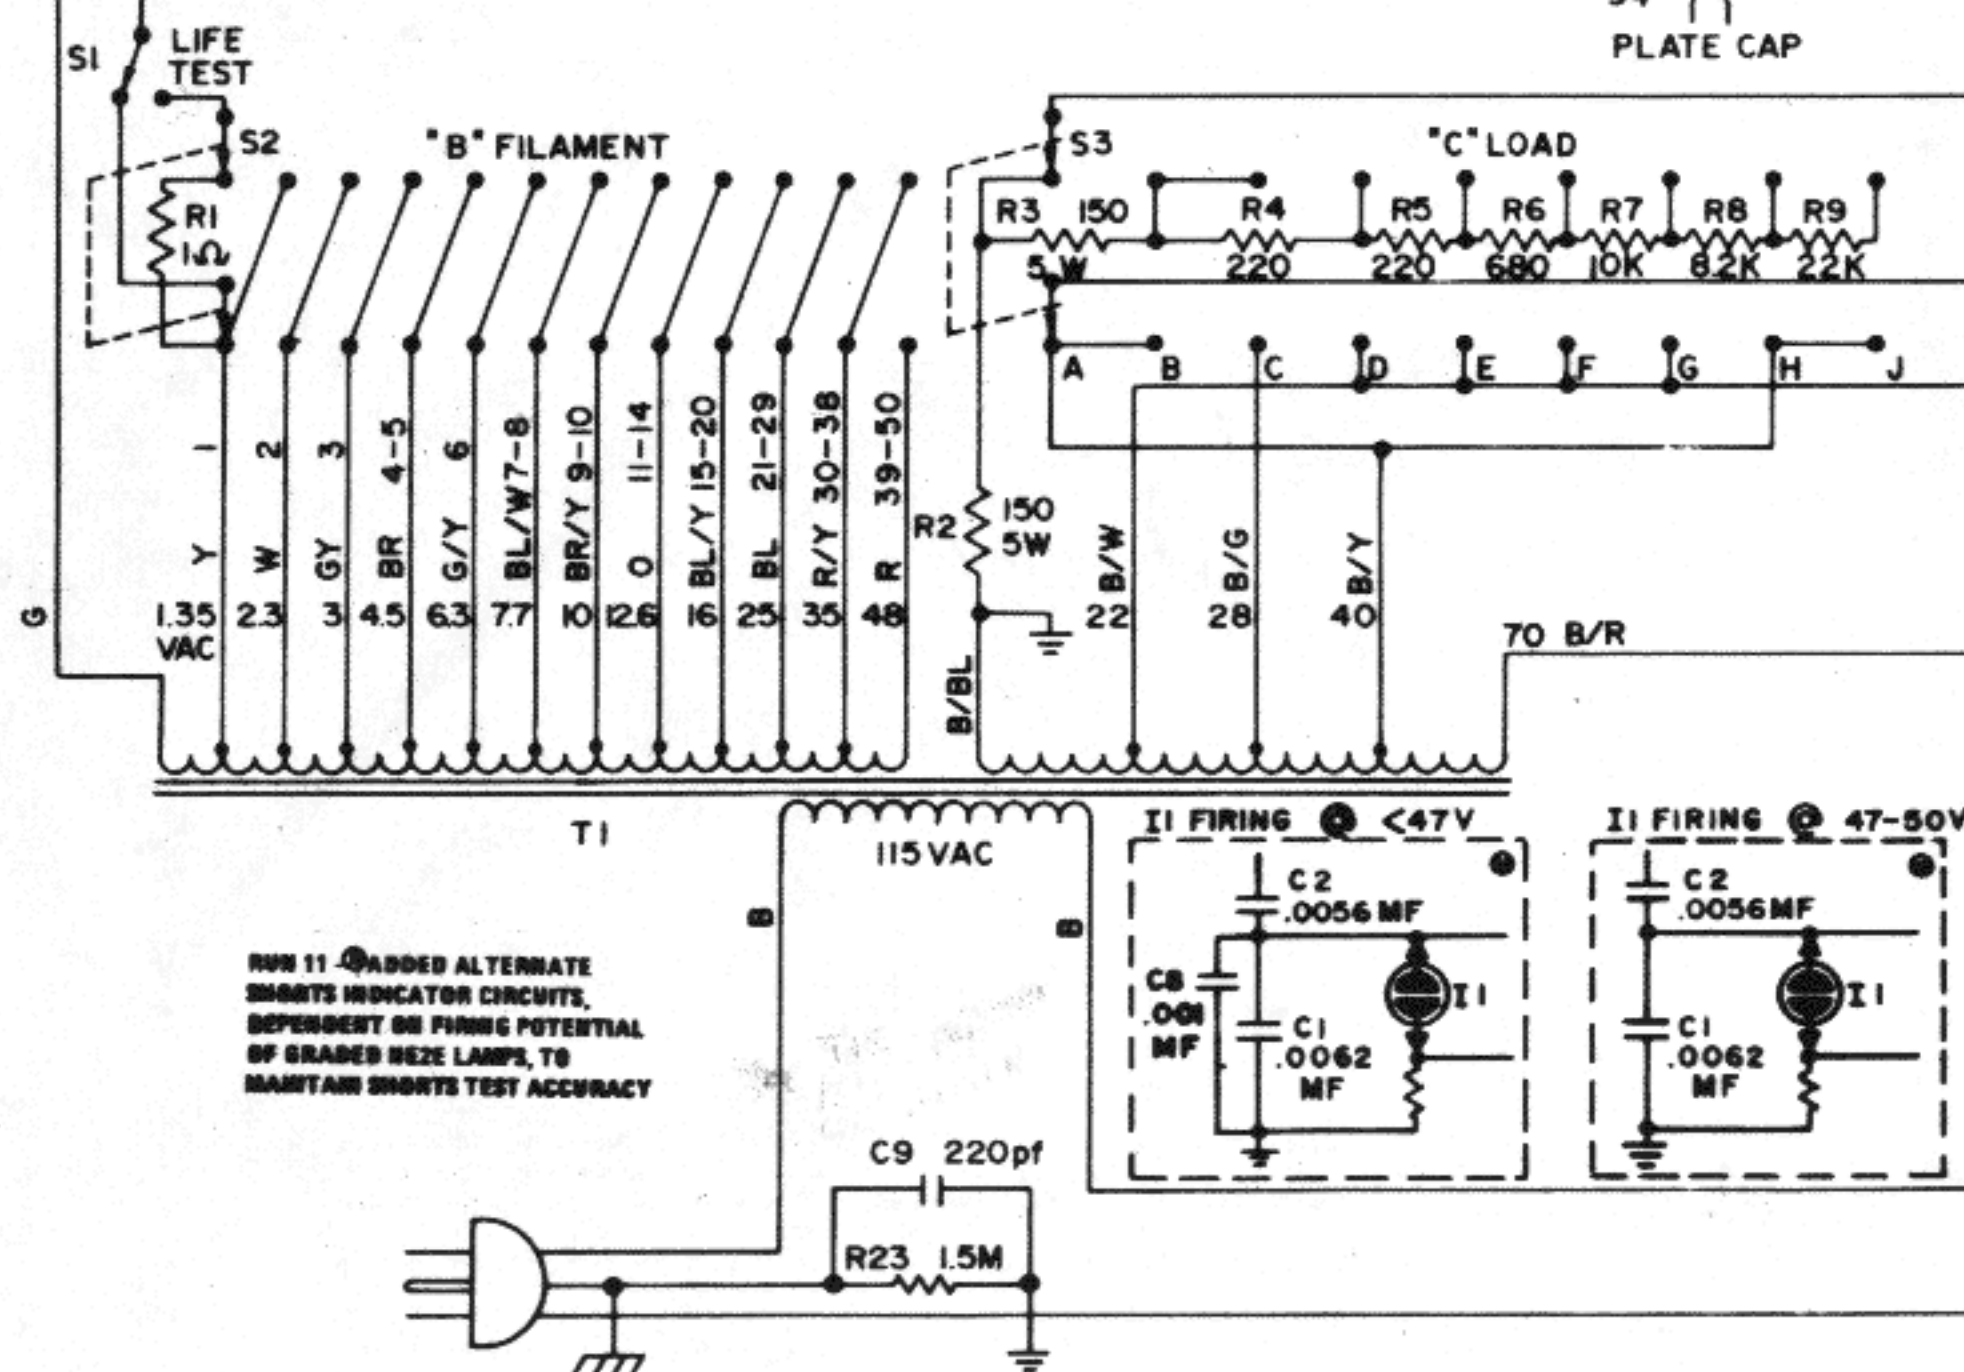 PLATE CAP
S1
LIFE
TEST
S2
"B" FILAMENT
S3
"C" LOAD
R1
1Ω
R3 150
5 W
R4
220
R5
220
R6
680
R7
10K
R8
8.2K
R9
22K
A B C D E F G H J
1
2
3
4-5
6
7-8
9-10
11-14
15-20
21-29
30-38
39-50
Y
W
GY
BR
G/Y
BL/W
BR/Y
O
BL/Y
BL
R/Y
R
R2
150
5W
B/W
B/G
B/Y
G
1.35
VAC
2.3
3
4.5
6.3
7.7
10
12.6
16
25
35
48
22
28
40
70 B/R
B/BL
T1
115 VAC
B
B
I1 FIRING @ <47V
C2
.0056 MF
C8
.001
MF
C1
.0062
MF
I1
I1 FIRING @ 47-50V
C2
.0056MF
C1
.0062
MF
I1
RUN 11 - ADDED ALTERNATE
SHORTS INDICATOR CIRCUITS,
DEPENDENT ON FIRING POTENTIAL
OF GRADED NE2E LAMPS, TO
MAINTAIN SHORTS TEST ACCURACY
C9 220pf
R23 1.5M